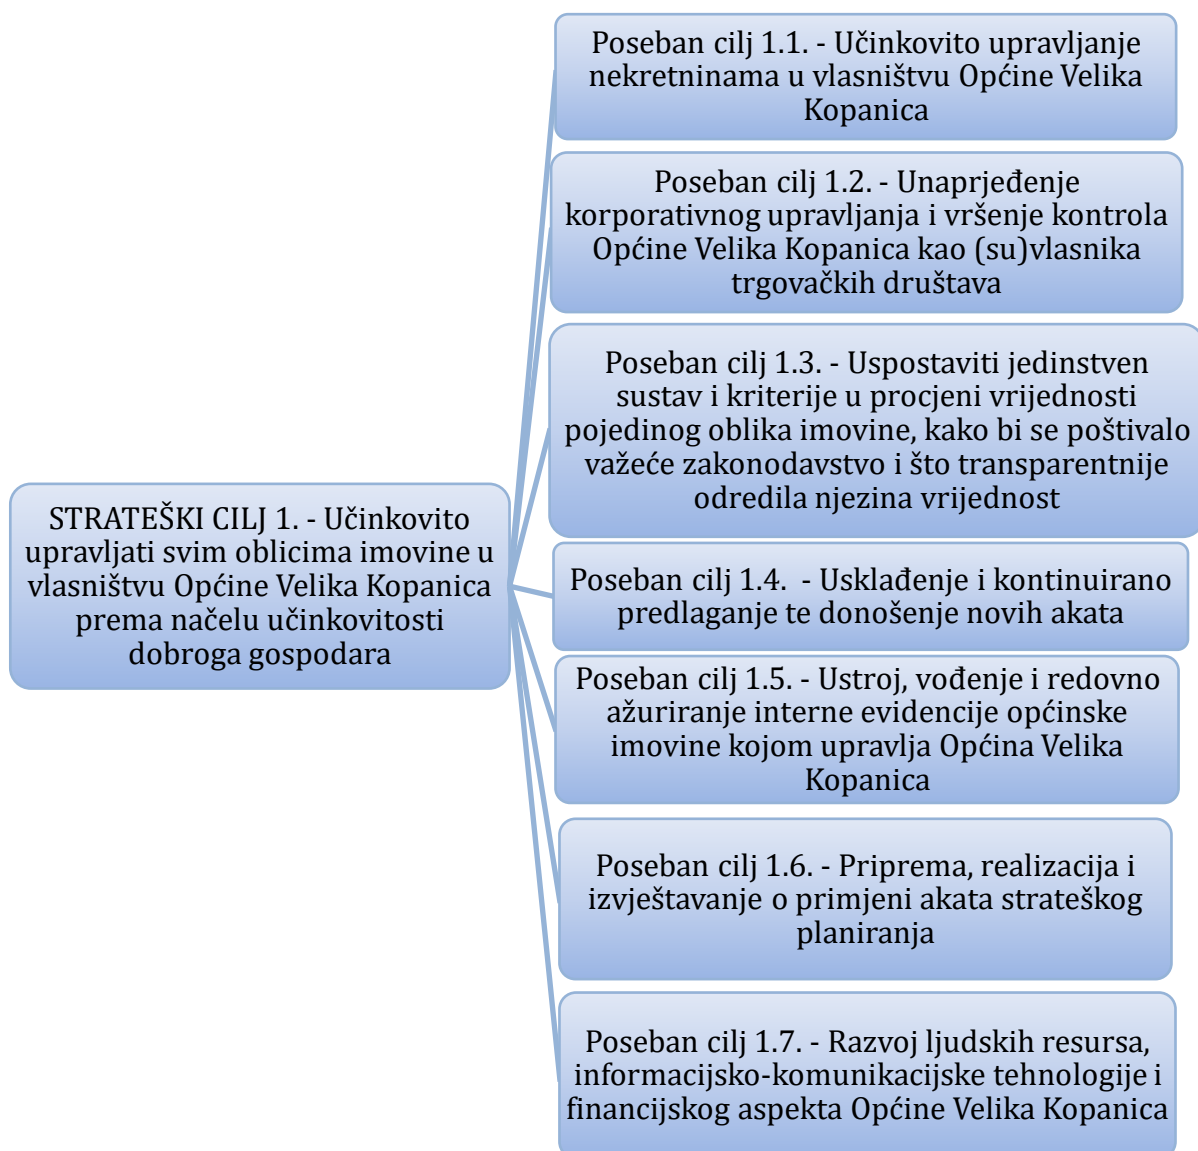 Poseban cilj 1.1. - Učinkovito upravljanje
nekretninama u vlasništvu Općine Velika
Kopanica
Poseban cilj 1.2. - Unaprjeđenje
korporativnog upravljanja i vršenje kontrola
Općine Velika Kopanica kao (su)vlasnika
trgovačkih društava
Poseban cilj 1.3. - Uspostaviti jedinstven
sustav i kriterije u procjeni vrijednosti
pojedinog oblika imovine, kako bi se poštivalo
važeće zakonodavstvo i što transparentnije
odredila njezina vrijednost
STRATEŠKI CILJ 1. - Učinkovito
upravljati svim oblicima imovine u
vlasništvu Općine Velika Kopanica
prema načelu učinkovitosti
dobroga gospodara
Poseban cilj 1.4. - Usklađenje i kontinuirano
predlaganje te donošenje novih akata
Poseban cilj 1.5. - Ustroj, vođenje i redovno
ažuriranje interne evidencije općinske
imovine kojom upravlja Općina Velika
Kopanica
Poseban cilj 1.6. - Priprema, realizacija i
izvještavanje o primjeni akata strateškog
planiranja
Poseban cilj 1.7. - Razvoj ljudskih resursa,
informacijsko-komunikacijske tehnologije i
financijskog aspekta Općine Velika Kopanica